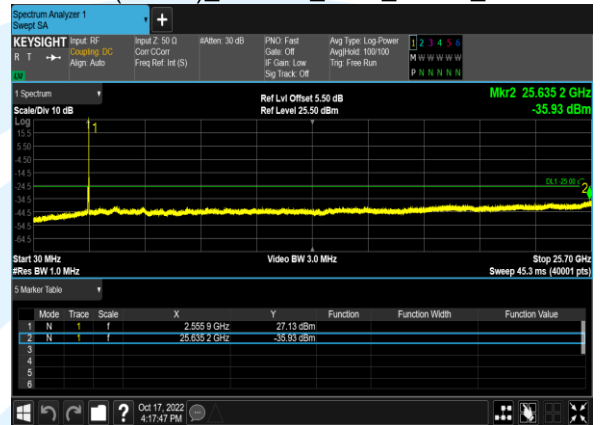 Spectrum Analyzer 1
Swept SA
KEYSIGHT Input: RF Input Z: 50 Ω #Atten: 30 dB PNO: Fast Avg Type: Log-Power 1 2 3 4 5 6
R T Coupling: DC Corr CCorr Gate: Off Avg|Hold: 100/100 M W W W W W
Align: Auto Freq Ref: Int (S) IF Gain: Low Trig: Free Run P N N N N N
LU Sig Track: Off
1 Spectrum Ref Lvl Offset 5.50 dB Mkr2 25.635 2 GHz
Scale/Div 10 dB Ref Level 25.50 dBm -35.93 dBm
Log
1
15.5
5.50
-4.50
-14.5
-24.5 DL1 -25.00 2
-34.5
-44.5
-54.5
-64.5
Start 30 MHz Video BW 3.0 MHz Stop 25.70 GHz
#Res BW 1.0 MHz Sweep 45.3 ms (40001 pts)
5 Marker Table
Mode Trace Scale X Y Function Function Width Function Value
1 N 1 f 2.555 9 GHz 27.13 dBm
2 N 1 f 25.635 2 GHz -35.93 dBm
3
4
5
6
? Oct 17, 2022
4:17:47 PM